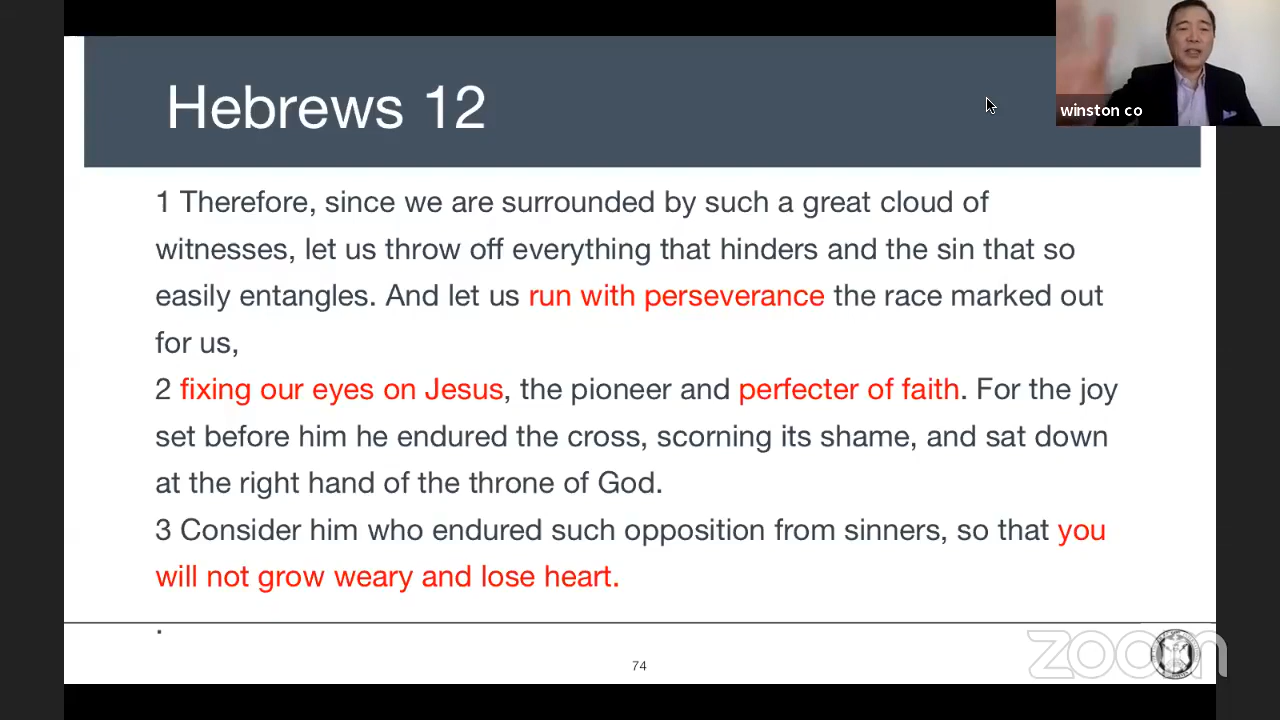 Hebrews 12
winston co
1 Therefore, since we are surrounded by such a great cloud of
witnesses, let us throw off everything that hinders and the sin that so
easily entangles. And let us run with perseverance the race marked out
for us,
2 fixing our eyes on Jesus, the pioneer and perfecter of faith. For the joy
set before him he endured the cross, scorning its shame, and sat down
at the right hand of the throne of God.
3 Consider him who endured such opposition from sinners, so that you
will not grow weary and lose heart.
.
74
zoom